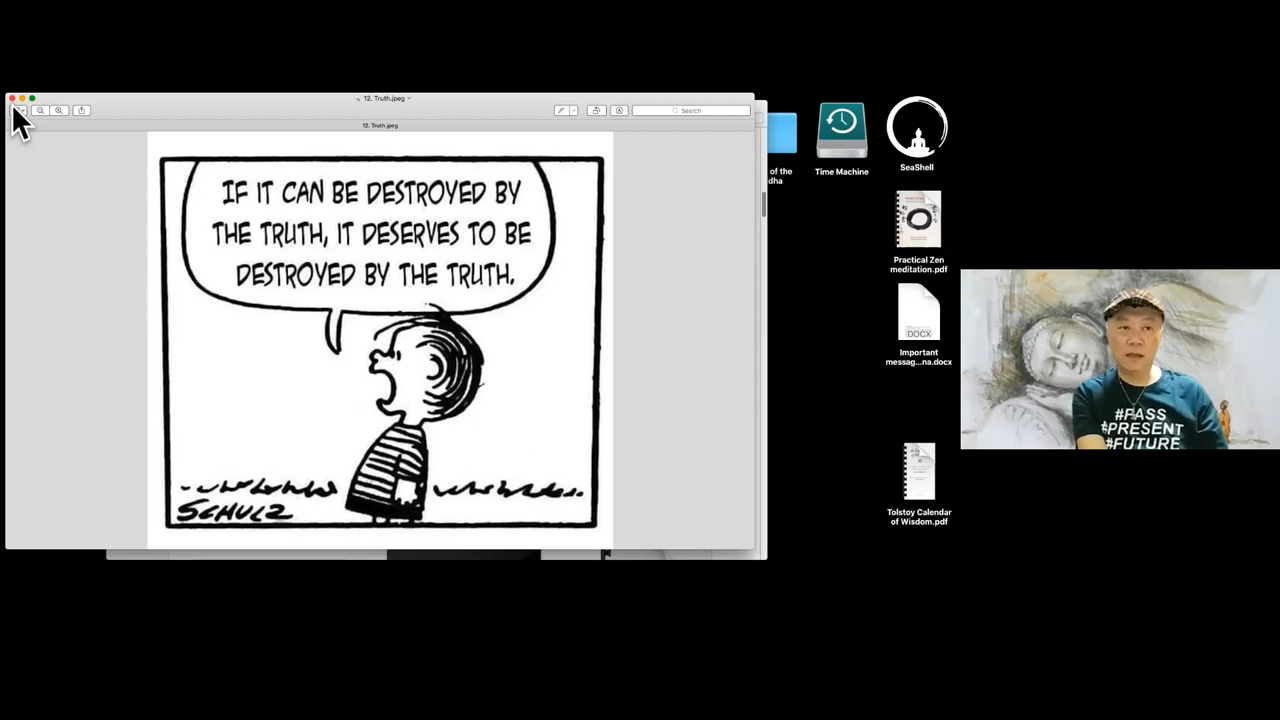 12. Truth.jpeg
Search
12. Truth.jpeg
IF IT CAN BE DESTROYED BY
THE TRUTH, IT DESERVES TO BE
DESTROYED BY THE TRUTH.
SCHULZ
of the
dha
Time Machine
SeaShell
Practical Zen
meditation.pdf
DOCX
Important
messag...na.docx
Tolstoy Calendar
of Wisdom.pdf
#PASS
#PRESENT
#FUTURE